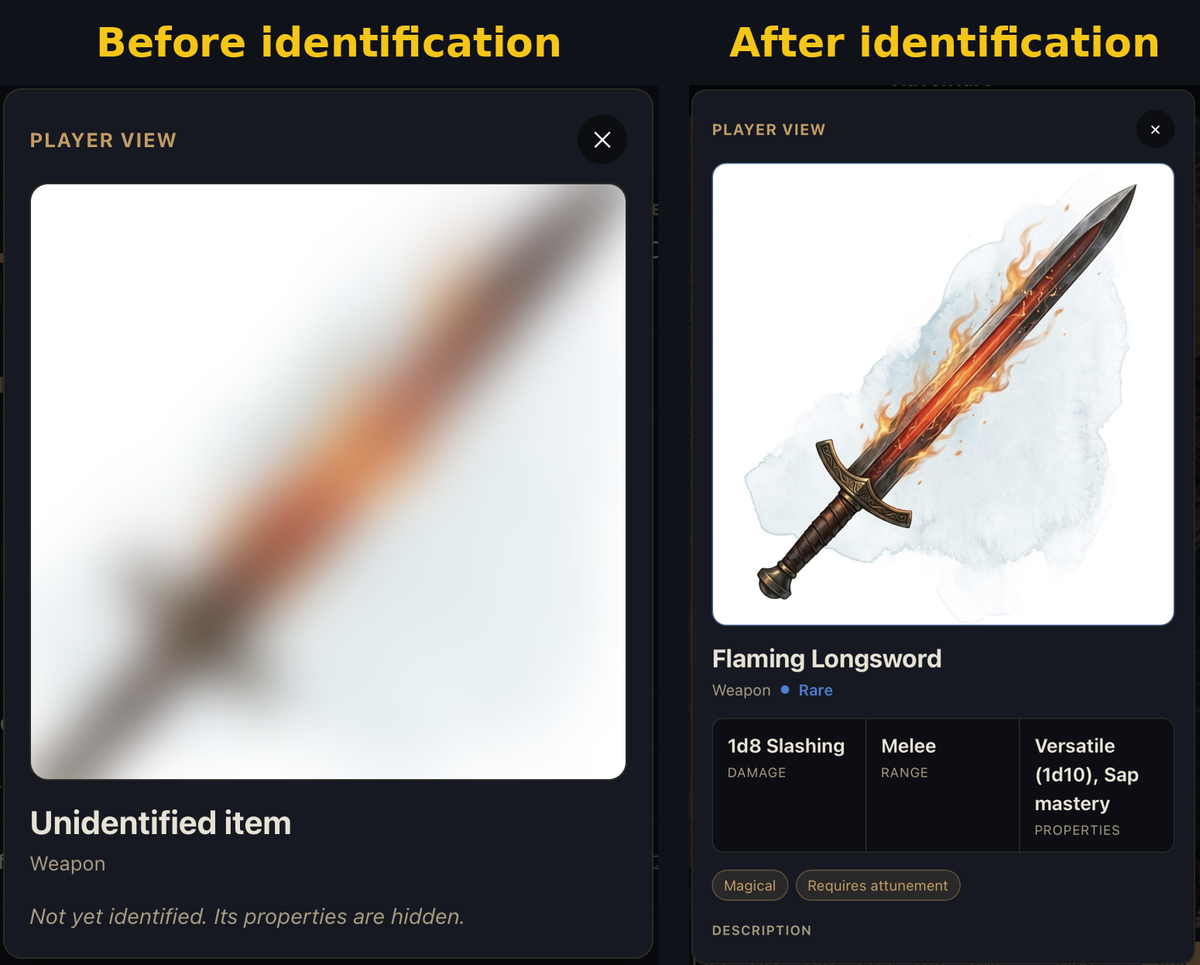 Before identification
After identification
PLAYER VIEW
Unidentified item
Weapon
Not yet identified. Its properties are hidden.
PLAYER VIEW
Flaming Longsword
Weapon • Rare
1d8 Slashing
DAMAGE
Melee
RANGE
Versatile
(1d10), Sap
mastery
PROPERTIES
Magical
Requires attunement
DESCRIPTION